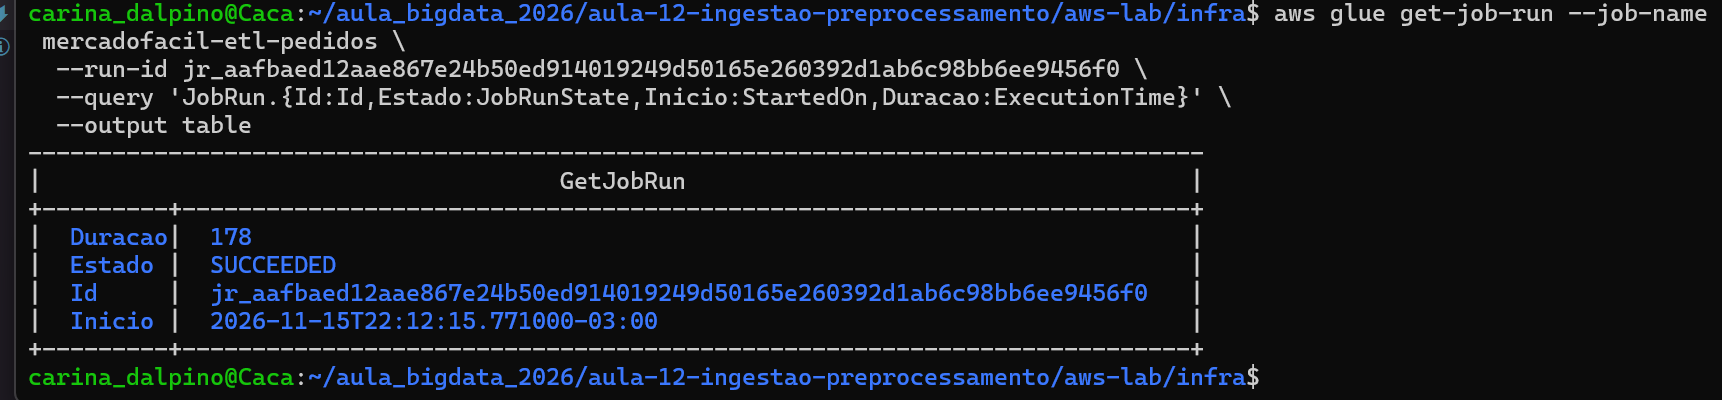 carina_dalpino@Caca:~/aula_bigdata_2026/aula-12-ingestao-preprocessamento/aws-lab/infra$ aws glue get-job-run --job-name
 mercadofacil-etl-pedidos \
  --run-id jr_aafbaed12aae867e24b50ed914019249d50165e260392d1ab6c98bb6ee9456f0 \
  --query 'JobRun.{Id:Id,Estado:JobRunState,Inicio:StartedOn,Duracao:ExecutionTime}' \
  --output table
------------------------------------------------------------------------------------
|                                     GetJobRun                                    |
+---------+------------------------------------------------------------------------+
|  Duracao|  178                                                                   |
|  Estado |  SUCCEEDED                                                             |
|  Id     |  jr_aafbaed12aae867e24b50ed914019249d50165e260392d1ab6c98bb6ee9456f0   |
|  Inicio |  2026-11-15T22:12:15.771000-03:00                                      |
+---------+------------------------------------------------------------------------+
carina_dalpino@Caca:~/aula_bigdata_2026/aula-12-ingestao-preprocessamento/aws-lab/infra$